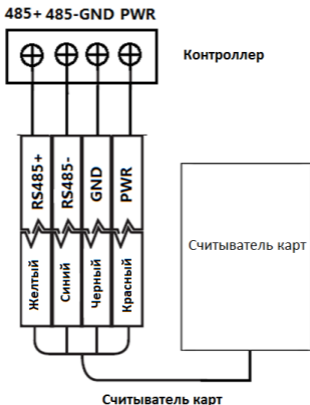 485+ 485-GND PWR
Контроллер
RS485+
RS485-
GND
PWR
Желтый
Синий
Черный
Красный
Считыватель карт
Считыватель карт